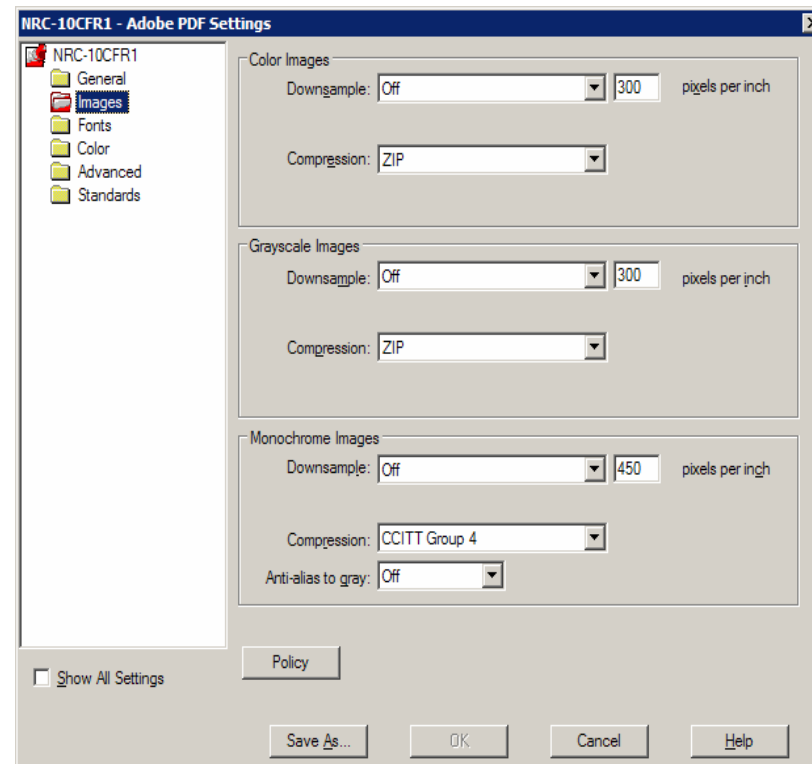 NRC-10CFR1 - Adobe PDF Settings
NRC-10CFR1
General
Images
Fonts
Color
Advanced
Standards
Show All Settings
Color Images
Downsample: Off 300 pixels per inch
Compression: ZIP
Grayscale Images
Downsample: Off 300 pixels per inch
Compression: ZIP
Monochrome Images
Downsample: Off 450 pixels per inch
Compression: CCITT Group 4
Anti-alias to gray: Off
Policy
Save As... OK Cancel Help